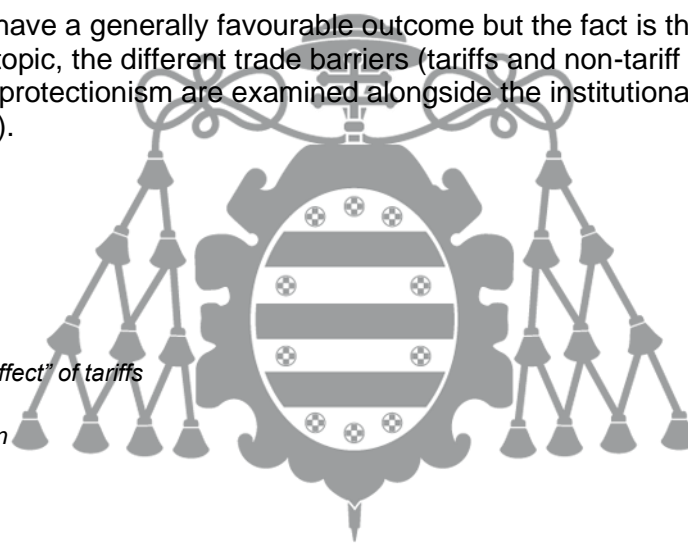 have a generally favourable outcome but the fact is th
topic, the different trade barriers (tariffs and non-tariff
protectionism are examined alongside the institutiona
).
ffect” of tariffs
n